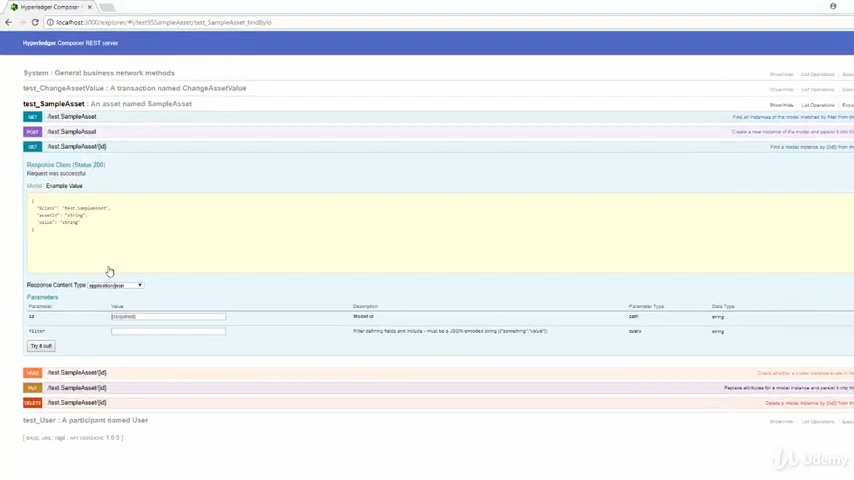 Hyperledger Composer ×
localhost:3000/explorer/#!/test95SampleAsset/test_SampleAsset_findById
Hyperledger Composer REST server
System : General business network methods
Show/Hide List Operations Expa
test_ChangeAssetValue : A transaction named ChangeAssetValue
Show/Hide List Operations Expa
test_SampleAsset : An asset named SampleAsset
Show/Hide List Operations Expa
GET /test.SampleAsset Find all instances of the model matched by filter from the
POST /test.SampleAsset Create a new instance of the model and persist it into the
GET /test.SampleAsset/{id} Find a model instance by {{id}} from the
Response Class (Status 200)
Request was successful
Model Example Value
{
"$class": "test.SampleAsset",
"assetId": "string",
"value": "string"
}
Response Content Type application/json
Parameters
Parameter Value Description Parameter Type Data Type
id (required) Model id path string
filter Filter defining fields and include - must be a JSON-encoded string ({"something":"value"}) query string
Try it out!
HEAD /test.SampleAsset/{id} Check whether a model instance exists in the
PUT /test.SampleAsset/{id} Replace attributes for a model instance and persist it into the
DELETE /test.SampleAsset/{id} Delete a model instance by {{id}} from the
test_User : A participant named User
Show/Hide List Operations Expa
[ BASE URL: /api , API VERSION: 1.0.0 ]
Udemy